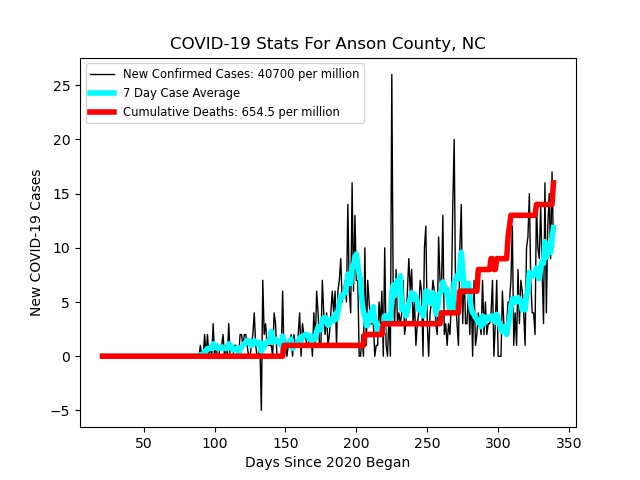 COVID-19 Stats For Anson County, NC
New Confirmed Cases: 40700 per million
7 Day Case Average
Cumulative Deaths: 654.5 per million
New COVID-19 Cases
25
20
15
10
5
0
−5
50 100 150 200 250 300 350
Days Since 2020 Began